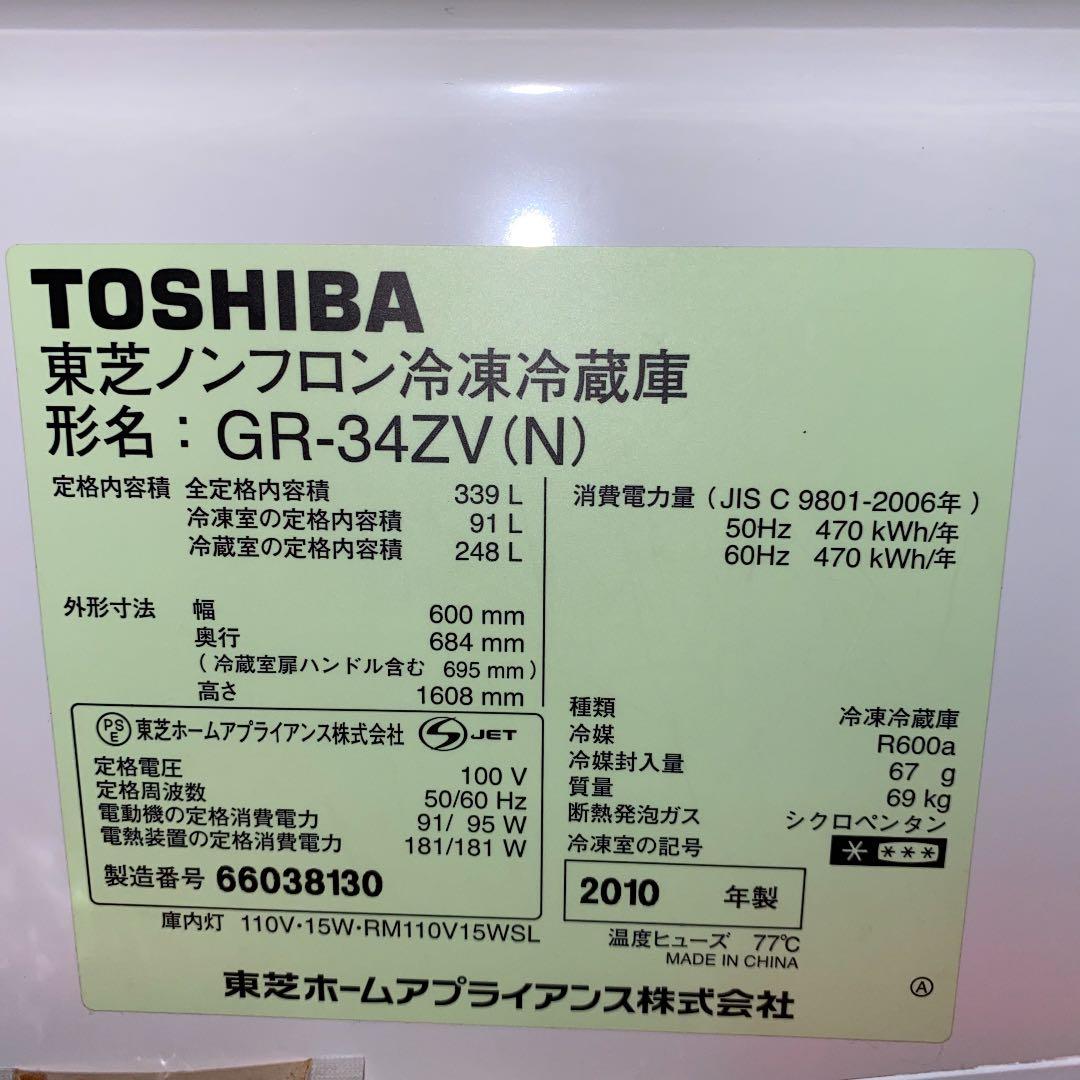 TOSHIBA
東芝ノンフロン冷凍冷蔵庫
形名：GR-34ZV(N)
定格内容積 全定格内容積 339 L
冷凍室の定格内容積 91 L
冷蔵室の定格内容積 248 L
外形寸法 幅 600 mm
奥行 684 mm
（冷蔵室扉ハンドル含む 695 mm）
高さ 1608 mm
消費電力量（JIS C 9801-2006年）
50Hz 470 kWh/年
60Hz 470 kWh/年
PSE 東芝ホームアプライアンス株式会社 S JET
定格電圧 100 V
定格周波数 50/60 Hz
電動機の定格消費電力 91/ 95 W
電熱装置の定格消費電力 181/181 W
製造番号 66038130
庫内灯 110V・15W・RM110V15WSL
種類 冷凍冷蔵庫
冷媒 R600a
冷媒封入量 67 g
質量 69 kg
断熱発泡ガス シクロペンタン
冷凍室の記号 * ***
2010 年製
温度ヒューズ 77℃
MADE IN CHINA
東芝ホームアプライアンス株式会社
Ⓐ